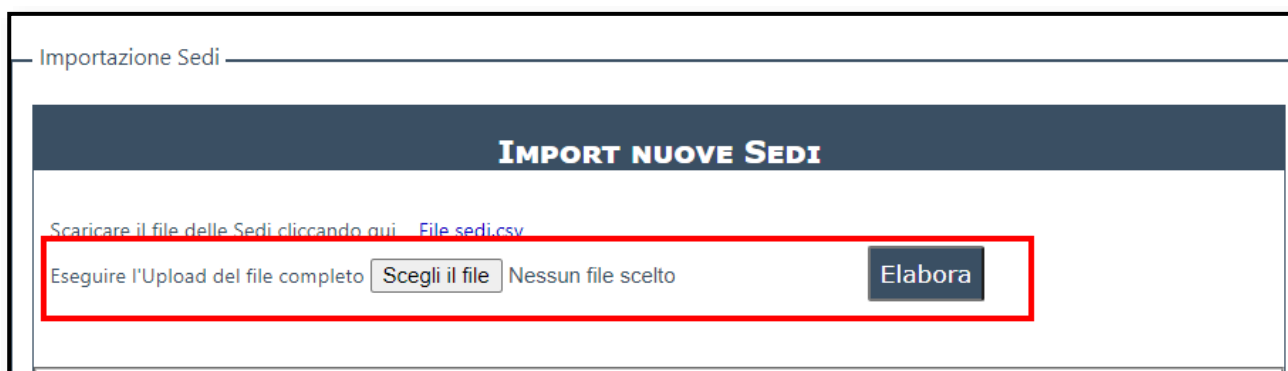 Importazione Sedi
Import nuove Sedi
Scaricare il file delle Sedi cliccando qui File sedi.csv
Eseguire l'Upload del file completo Scegli il file Nessun file scelto Elabora